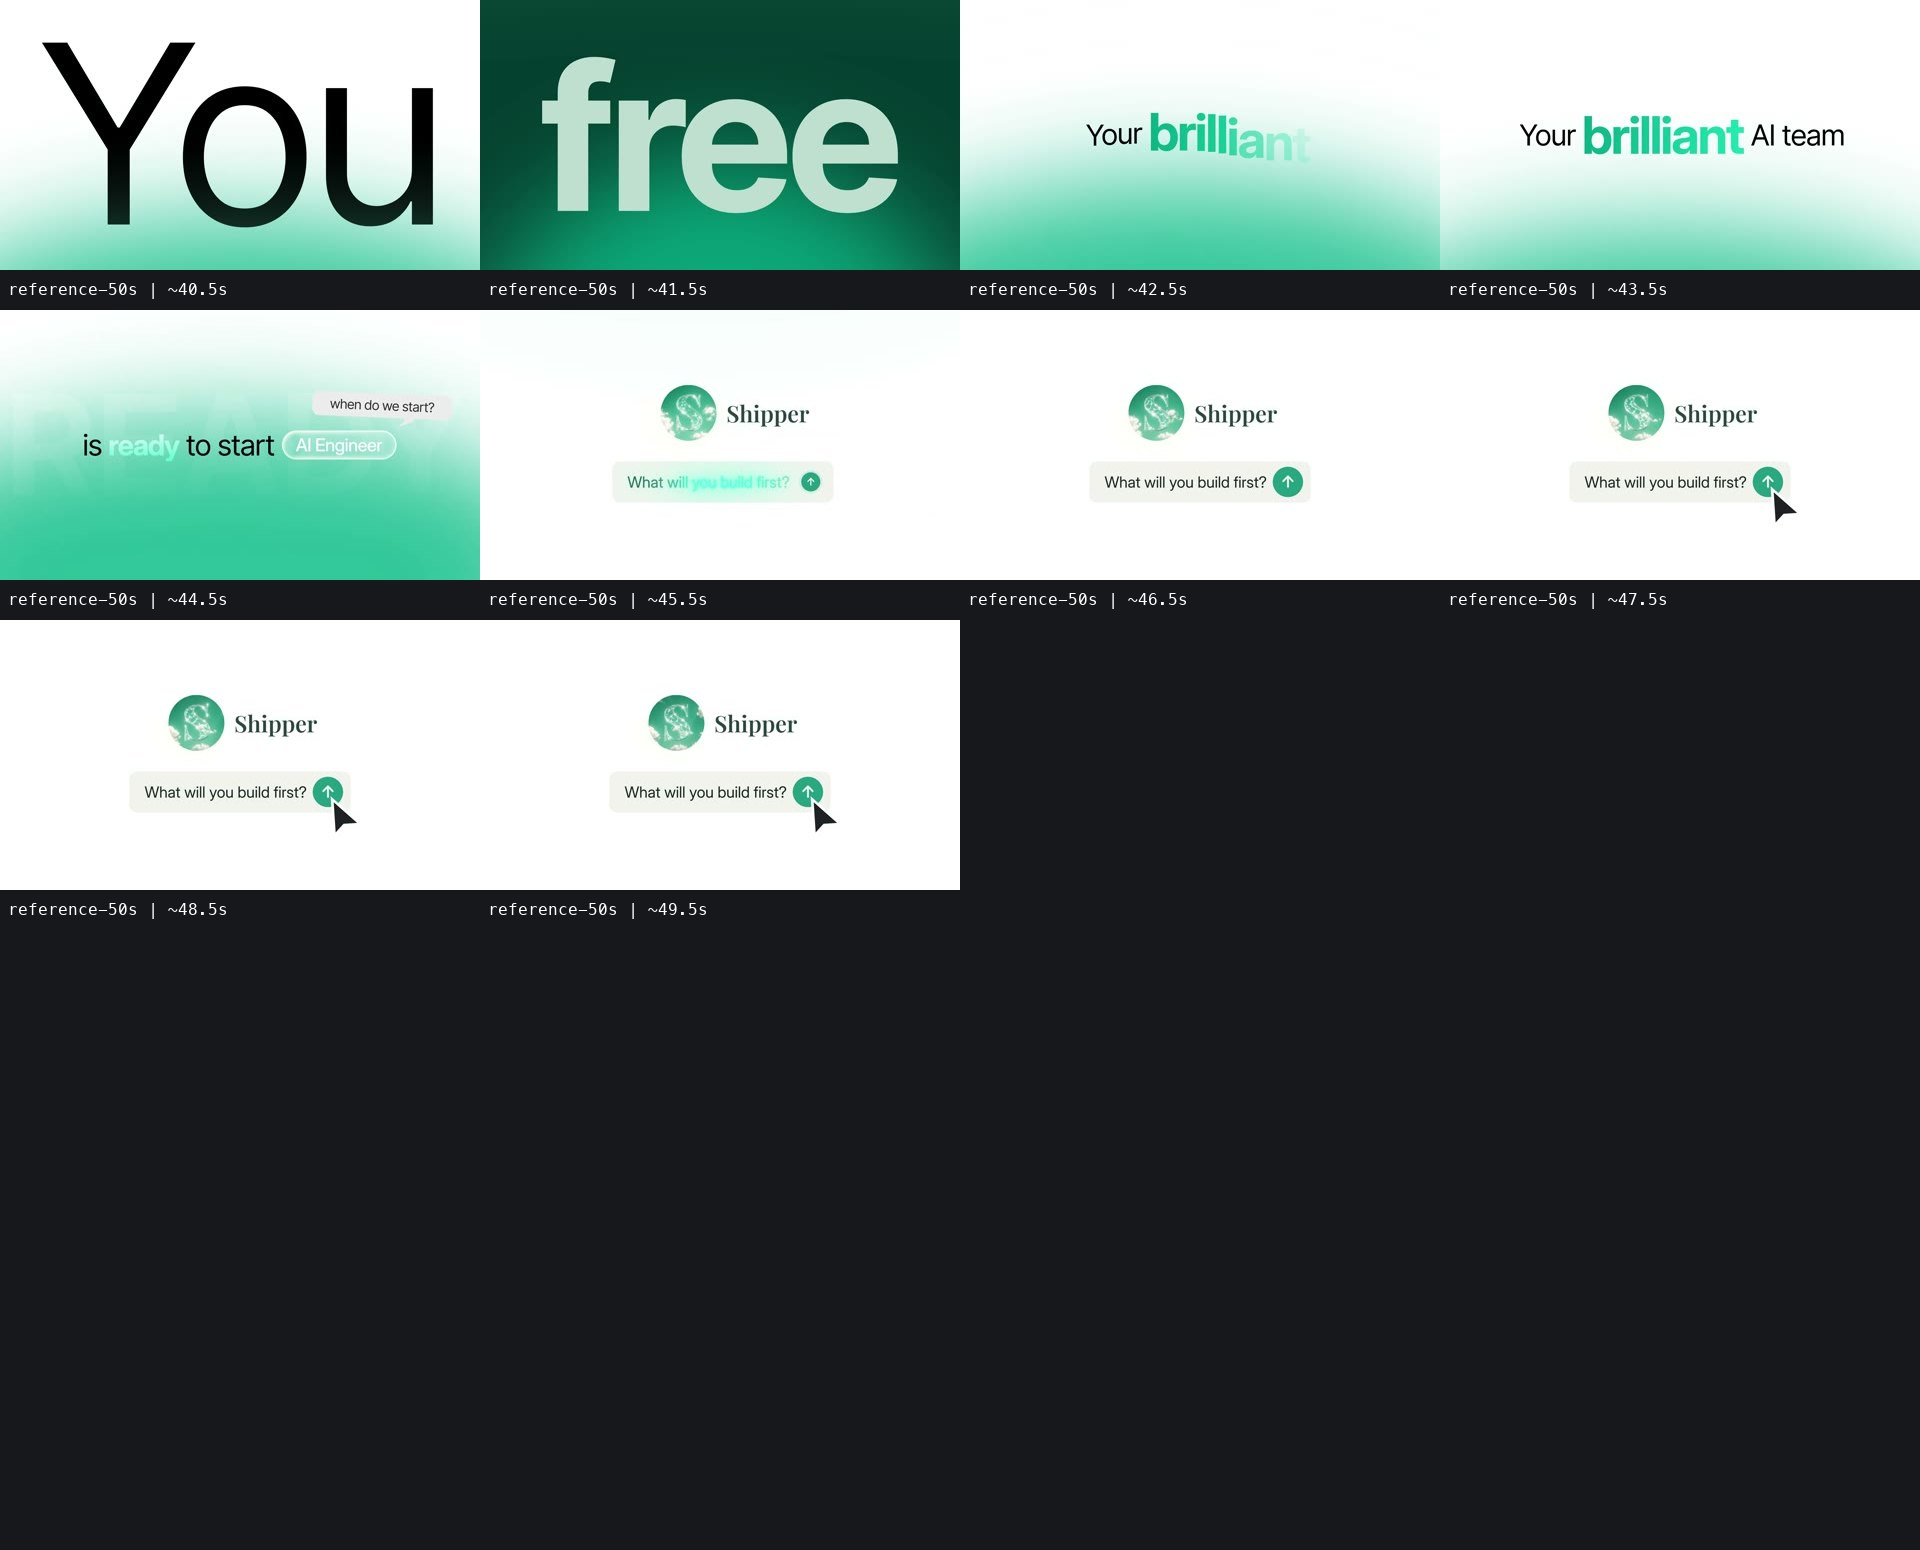 You
free
Your brilliant
Your brilliant AI team
reference-50s | ~40.5s
reference-50s | ~41.5s
reference-50s | ~42.5s
reference-50s | ~43.5s
READY
when do we start?
is ready to start AI Engineer
S Shipper
What will you build first?
S Shipper
What will you build first?
S Shipper
What will you build first?
reference-50s | ~44.5s
reference-50s | ~45.5s
reference-50s | ~46.5s
reference-50s | ~47.5s
S Shipper
What will you build first?
S Shipper
What will you build first?
reference-50s | ~48.5s
reference-50s | ~49.5s